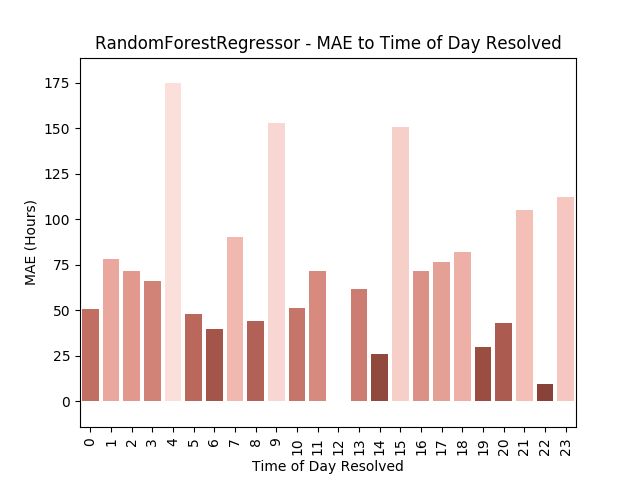 RandomForestRegressor - MAE to Time of Day Resolved
MAE (Hours)
175
150
125
100
75
50
25
0
0 1 2 3 4 5 6 7 8 9 10 11 12 13 14 15 16 17 18 19 20 21 22 23
Time of Day Resolved